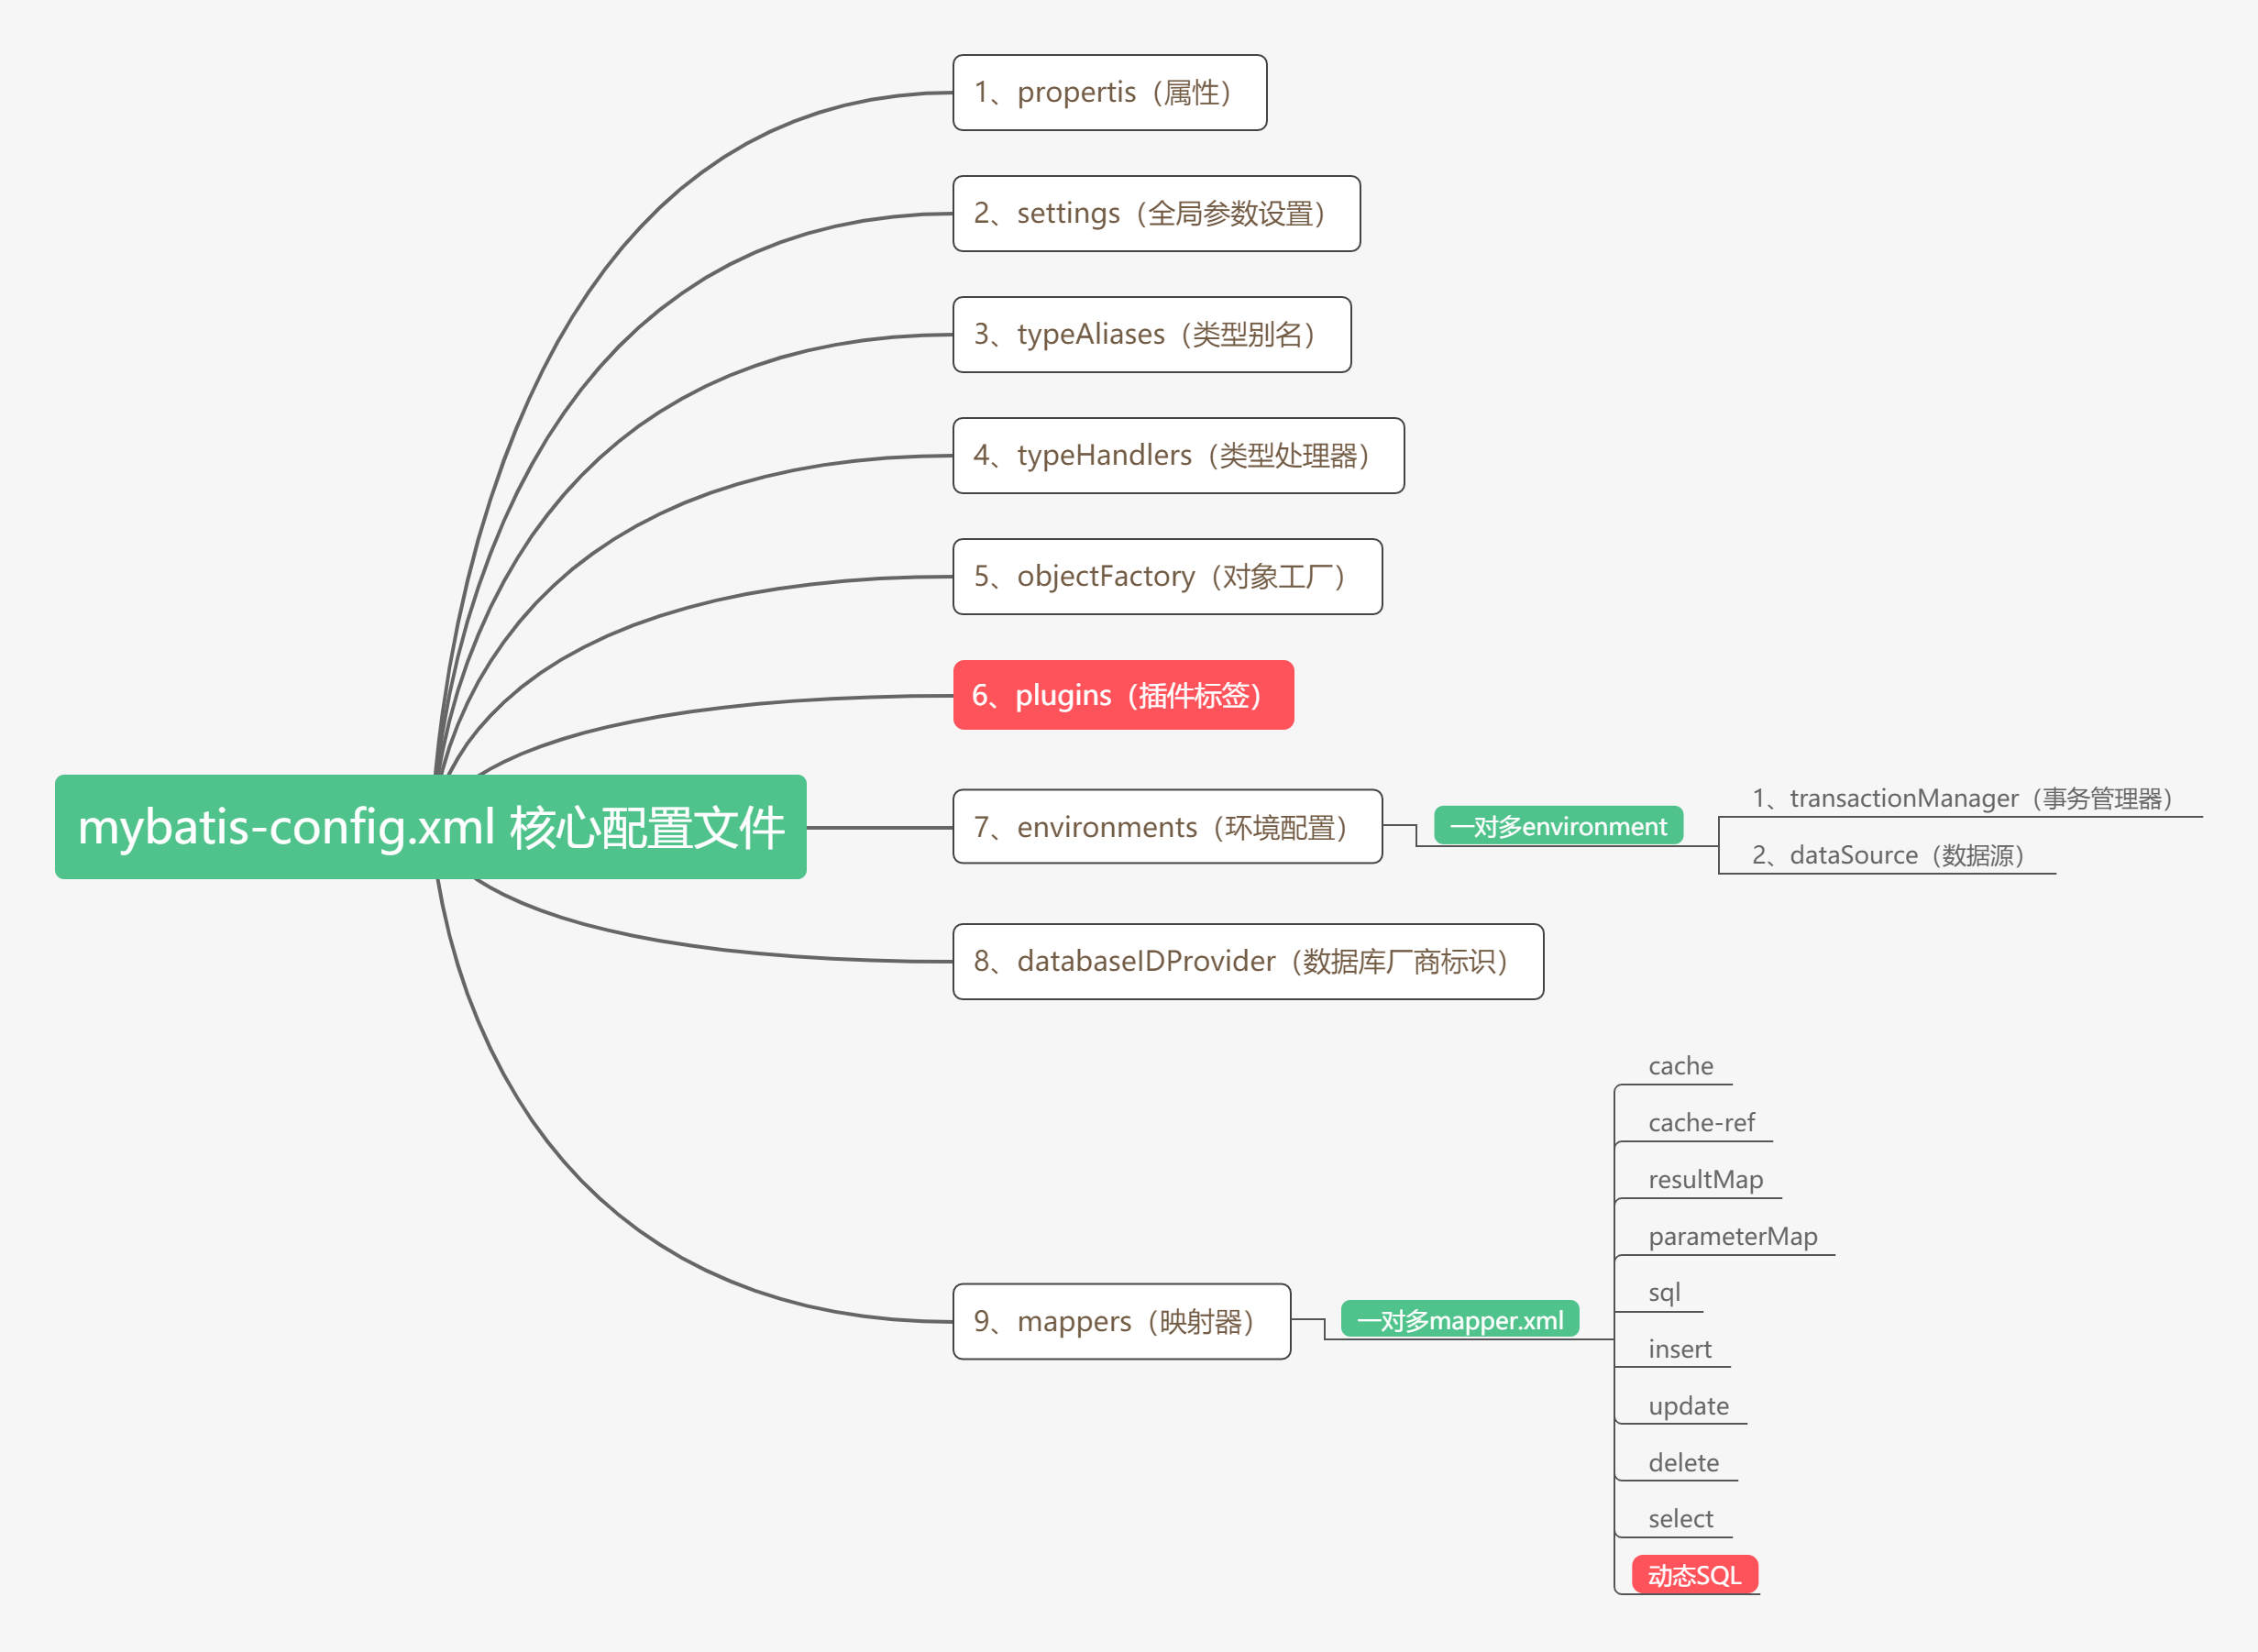 1、propertis（属性）
2、settings（全局参数设置）
3、typeAliases（类型别名）
4、typeHandlers（类型处理器）
5、objectFactory（对象工厂）
6、plugins（插件标签）
mybatis-config.xml 核心配置文件
7、environments（环境配置）
一对多environment
1、transactionManager（事务管理器）
2、dataSource（数据源）
8、databaseIDProvider（数据库厂商标识）
9、mappers（映射器）
一对多mapper.xml
cache
cache-ref
resultMap
parameterMap
sql
insert
update
delete
select
动态SQL